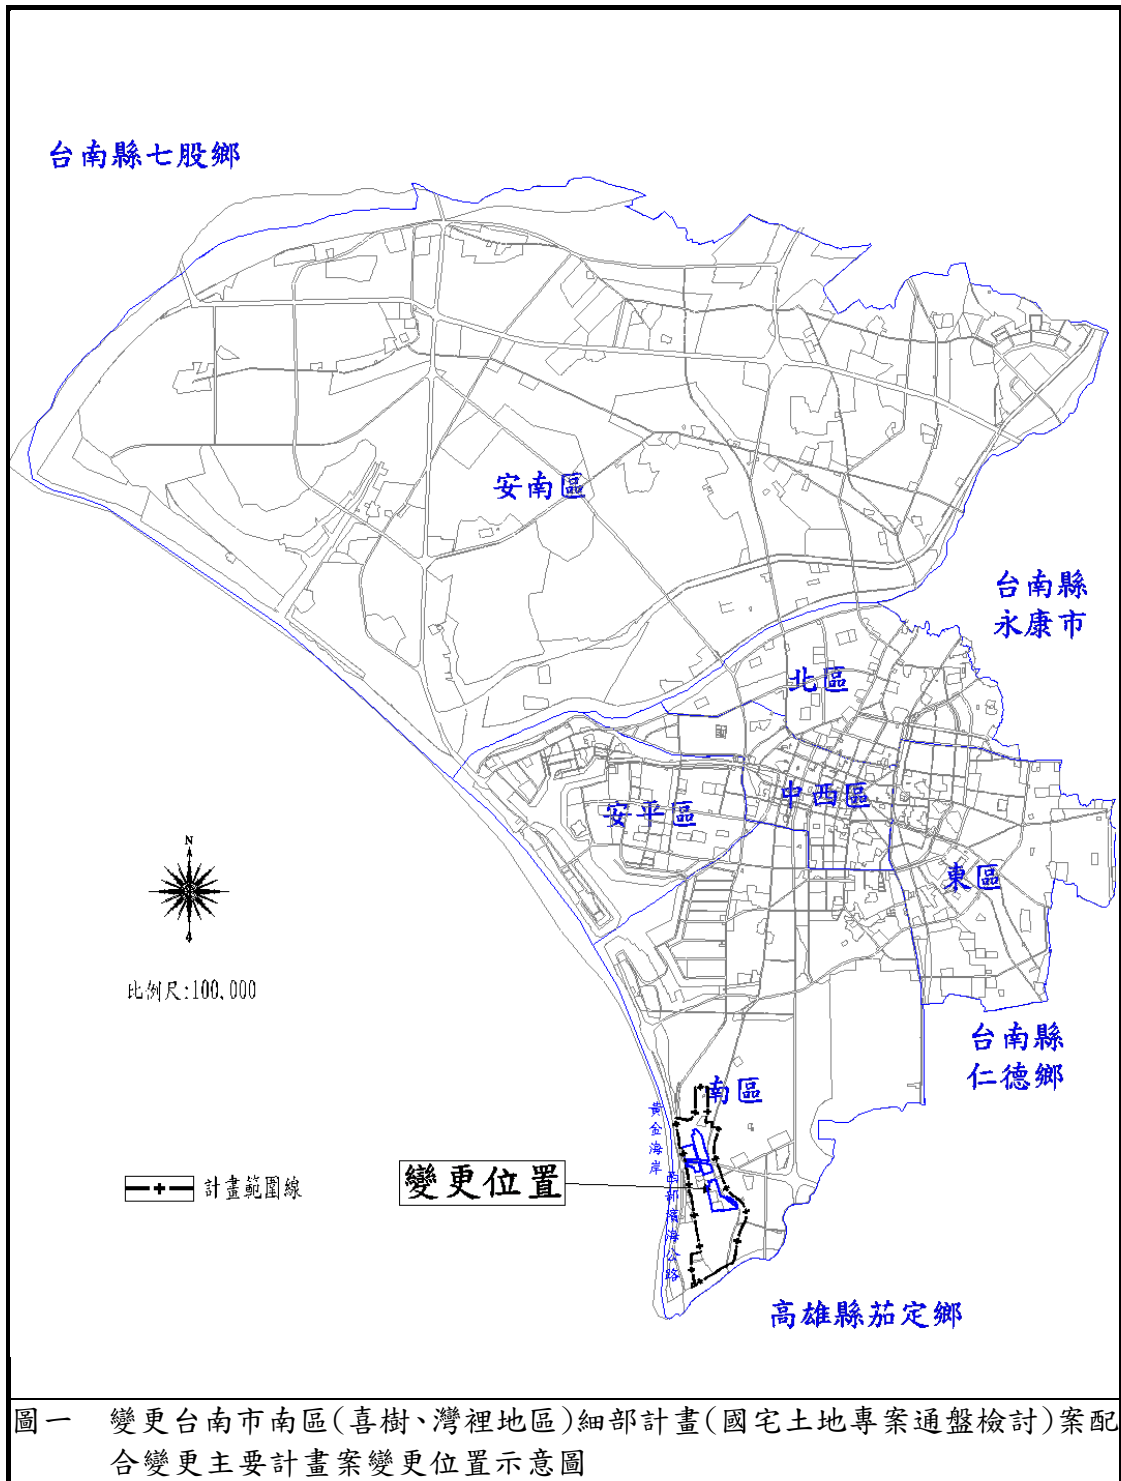 台南縣七股鄉
安南區
台南縣
永康市
北區
中西區
安平區
東區
N
比例尺:100,000
台南縣
仁德鄉
南區
黃金海岸
西部濱海公路
變更位置
計畫範圍線
高雄縣茄定鄉
圖一 變更台南市南區(喜樹、灣裡地區)細部計畫(國宅土地專案通盤檢討)案配
合變更主要計畫案變更位置示意圖